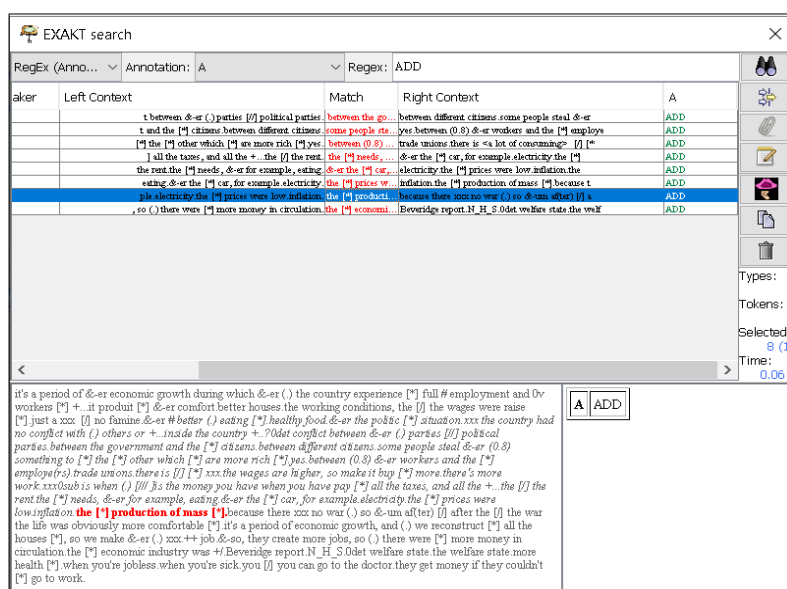 EXAKT search
RegEx (Anno... Annotation: A Regex: ADD
aker Left Context Match Right Context A
t between &-er (.) parties [//] political parties. between the go... between different citizens.some people steal &-er ADD
t and the [*] citizens.between different citizens. some people ste... yes.between (0.8) &-er workers and the [*] employe ADD
[*] the [*] other which [*] are more rich [*].yes. between (0.8) ... trade unions.there is <a lot of consuming> [/] [* ADD
] all the taxes, and all the +...the [/] the rent. the [*] needs, ... &-er the [*] car, for example.electricity.the [*] ADD
the rent.the [*] needs, &-er for example, eating. &-er the [*] car,... electricity.the [*] prices were low.inflation.the ADD
eating.&-er the [*] car, for example.electricity. the [*] prices w... inflation.the [*] production of mass [*].because t ADD
ple.electricity.the [*] prices were low.inflation. the [*] producti... because there xxx no war (.) so &-um af(ter) [/] a ADD
, so (.) there were [*] more money in circulation. the [*] economi... Beveridge report.N_H_S.0det welfare state.the welf ADD
Types:
Tokens:
Selected
8 (1
Time:
0.06
it's a period of &-er economic growth during which &-er (.) the country experience [*] full # employment and 0v
workers [*] +...it produit [*] &-er comfort.better houses.the working conditions, the [/] the wages were raise
[*].just a xxx [/] no famine.&-er # better (.) eating [*].healthy food.&-er the politic [*] situation.xxx the country had
no conflict with (.) others or +...inside the country +..?0det conflict between &-er (.) parties [//] political
parties.between the government and the [*] citizens.between different citizens.some people steal &-er (0.8)
something to [*] the [*] other which [*] are more rich [*].yes.between (0.8) &-er workers and the [*]
employe(rs).trade unions.there is [/] [*] xxx.the wages are higher, so make it buy [*] more.there's more
work.xxx0sub is when (.) [/// ]is the money you have when you have pay [*] all the taxes, and all the +...the [/] the
rent.the [*] needs, &-er for example, eating.&-er the [*] car, for example.electricity.the [*] prices were
low.inflation.the [*] production of mass [*].because there xxx no war (.) so &-um af(ter) [/] after the [/] the war
the life was obviously more comfortable [*].it's a period of economic growth, and (.) we reconstruct [*] all the
houses [*], so we make &-er (.) xxx.++ job.&-so, they create more jobs, so (.) there were [*] more money in
circulation.the [*] economic industry was +/.Beveridge report.N_H_S.0det welfare state.the welfare state.more
health [*].when you're jobless.when you're sick.you [/] you can go to the doctor.they get money if they couldn't
[*] go to work.
A ADD